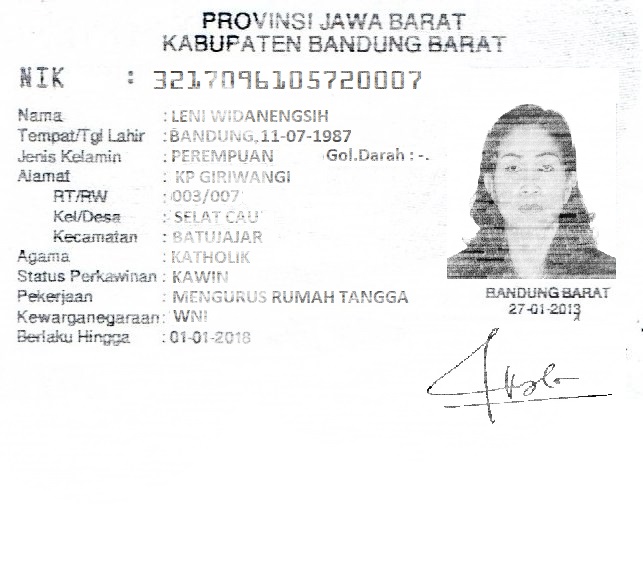 PROVINSI JAWA BARAT
KABUPATEN BANDUNG BARAT
NIK : 3217096105720007
Nama : LENI WIDANENGSIH
Tempat/Tgl Lahir : BANDUNG, 11-07-1987
Jenis Kelamin : PEREMPUAN Gol.Darah : -.
Alamat : KP GIRIWANGI
RT/RW : 003/007
Kel/Desa : SELAT CAU
Kecamatan : BATUJAJAR
Agama : KATHOLIK
Status Perkawinan : KAWIN
Pekerjaan : MENGURUS RUMAH TANGGA
Kewarganegaraan : WNI
Berlaku Hingga : 01-01-2018
BANDUNG BARAT
27-01-2013